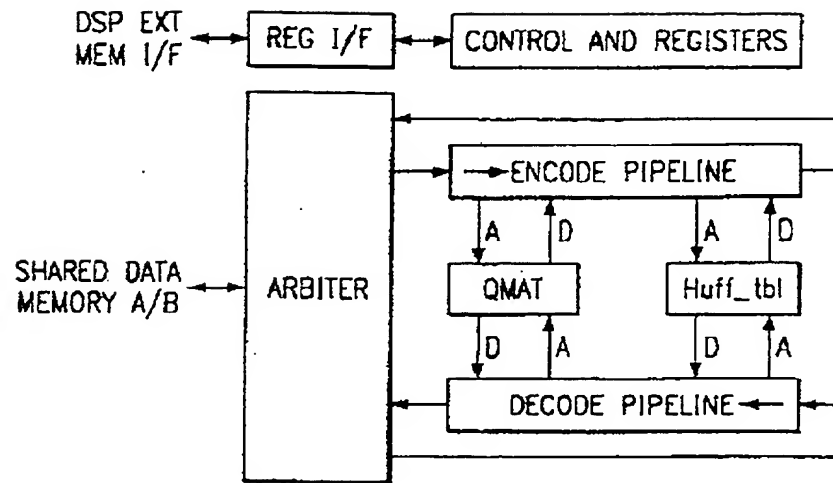 DSP EXT
MEM I/F
REG I/F
CONTROL AND REGISTERS
ENCODE PIPELINE
A
D
A
D
SHARED DATA
MEMORY A/B
ARBITER
QMAT
Huff_tbl
D
A
D
A
DECODE PIPELINE